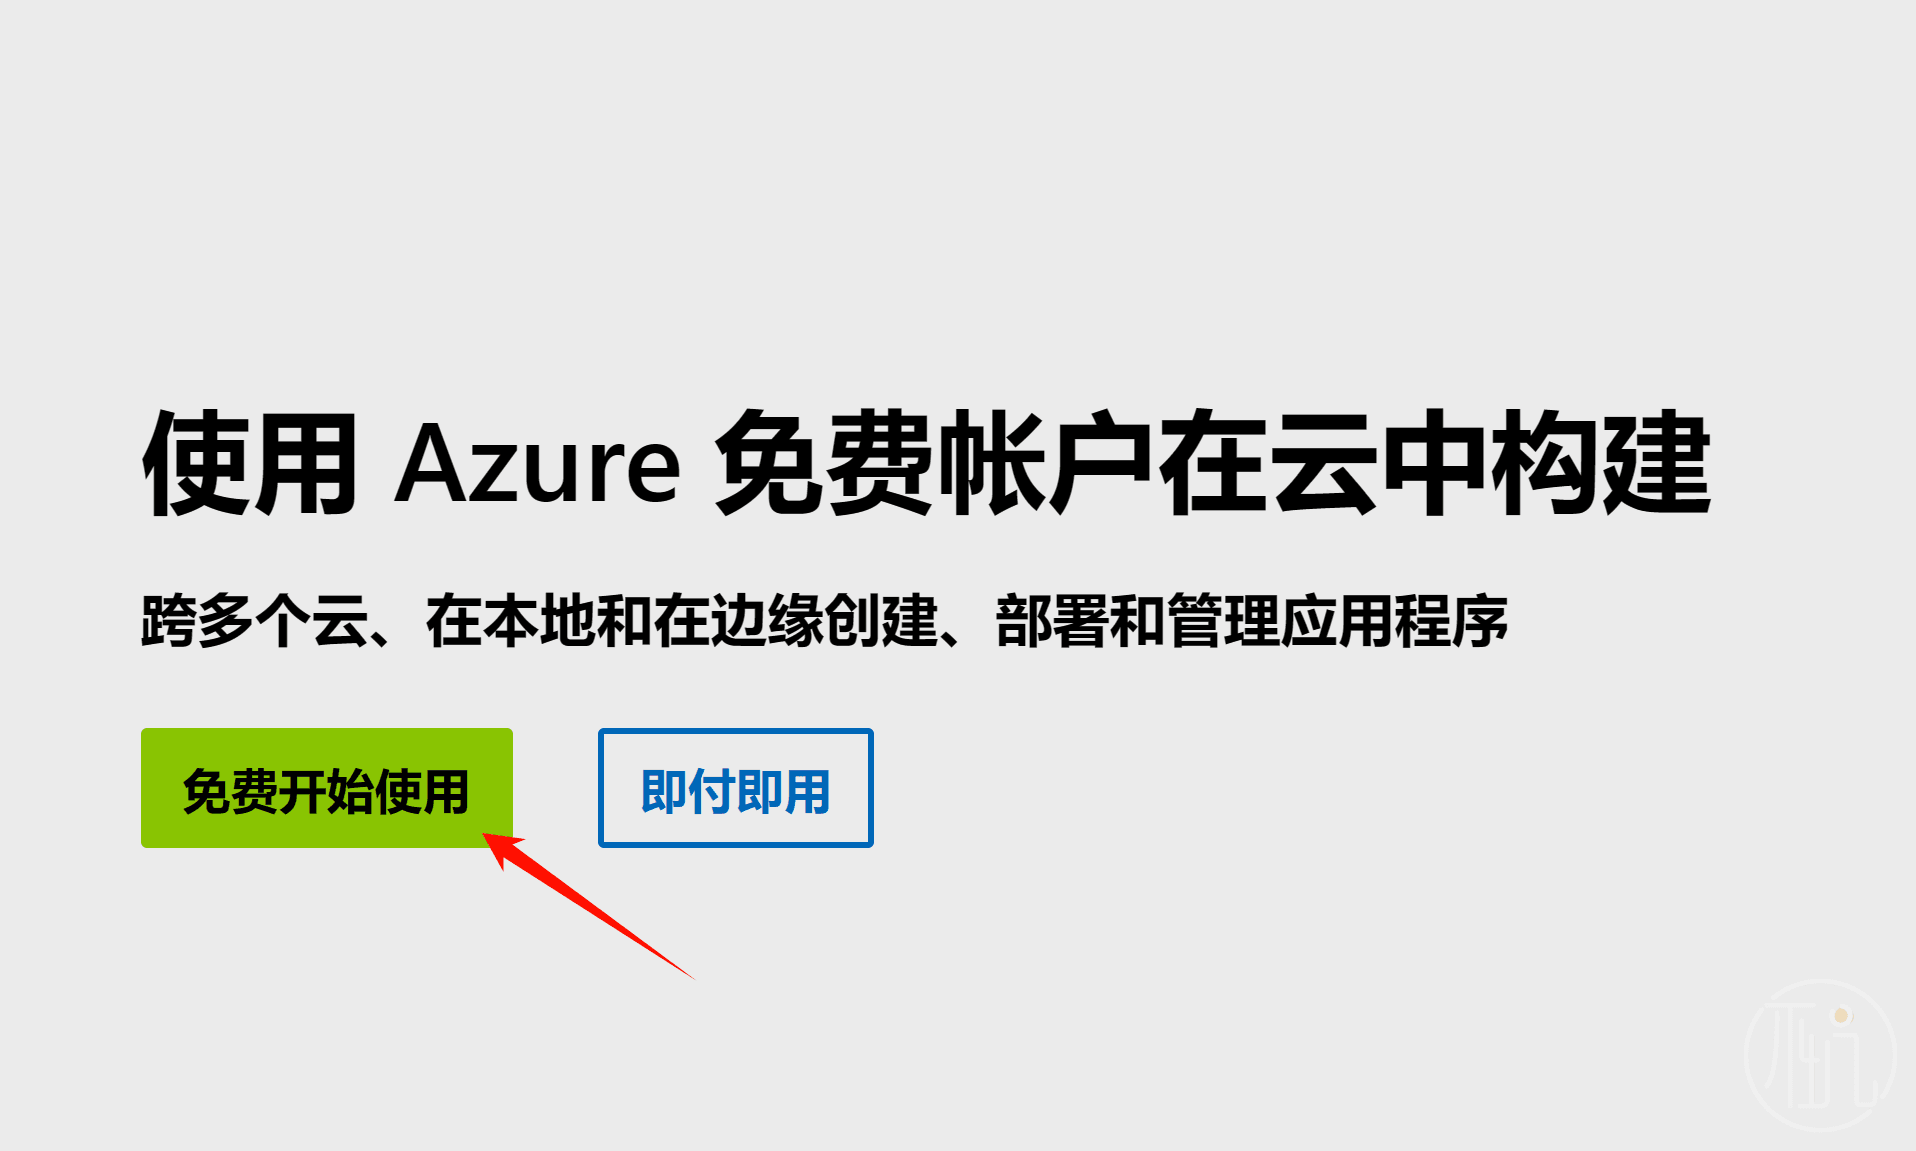 使用 Azure 免费帐户在云中构建
跨多个云、在本地和在边缘创建、部署和管理应用程序
免费开始使用
即付即用